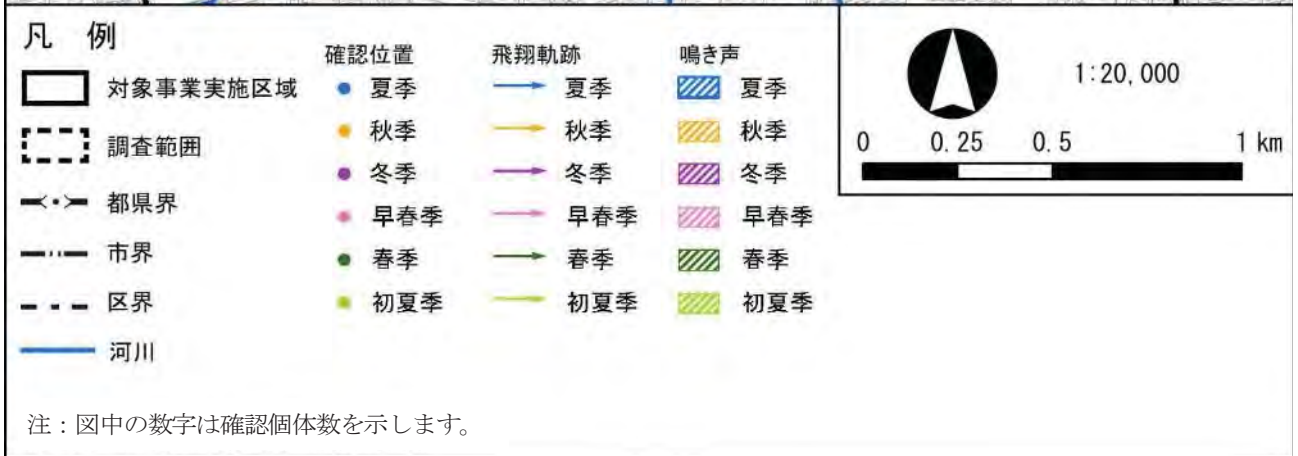 凡 例
対象事業実施区域
調査範囲
都県界
市界
区界
河川
確認位置
夏季
秋季
冬季
早春季
春季
初夏季
飛翔軌跡
夏季
秋季
冬季
早春季
春季
初夏季
鳴き声
夏季
秋季
冬季
早春季
春季
初夏季
1:20,000
0 0.25 0.5 1 km
注：図中の数字は確認個体数を示します。